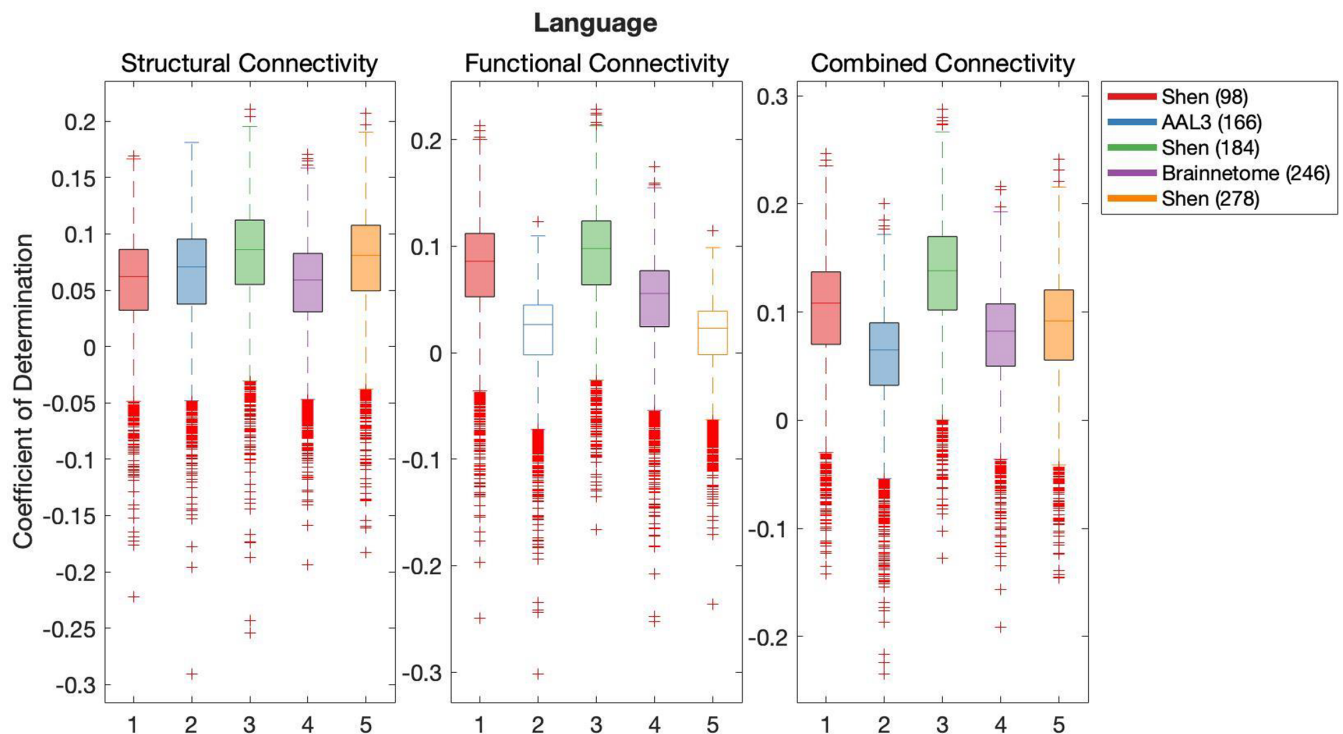 Language
Structural Connectivity
Functional Connectivity
Combined Connectivity
Coefficient of Determination
0.2
0.15
0.1
0.05
0
-0.05
-0.1
-0.15
-0.2
-0.25
-0.3
1 2 3 4 5
0.2
0.1
0
-0.1
-0.2
-0.3
1 2 3 4 5
0.3
0.2
0.1
0
-0.1
-0.2
1 2 3 4 5
Shen (98)
AAL3 (166)
Shen (184)
Brainnetome (246)
Shen (278)